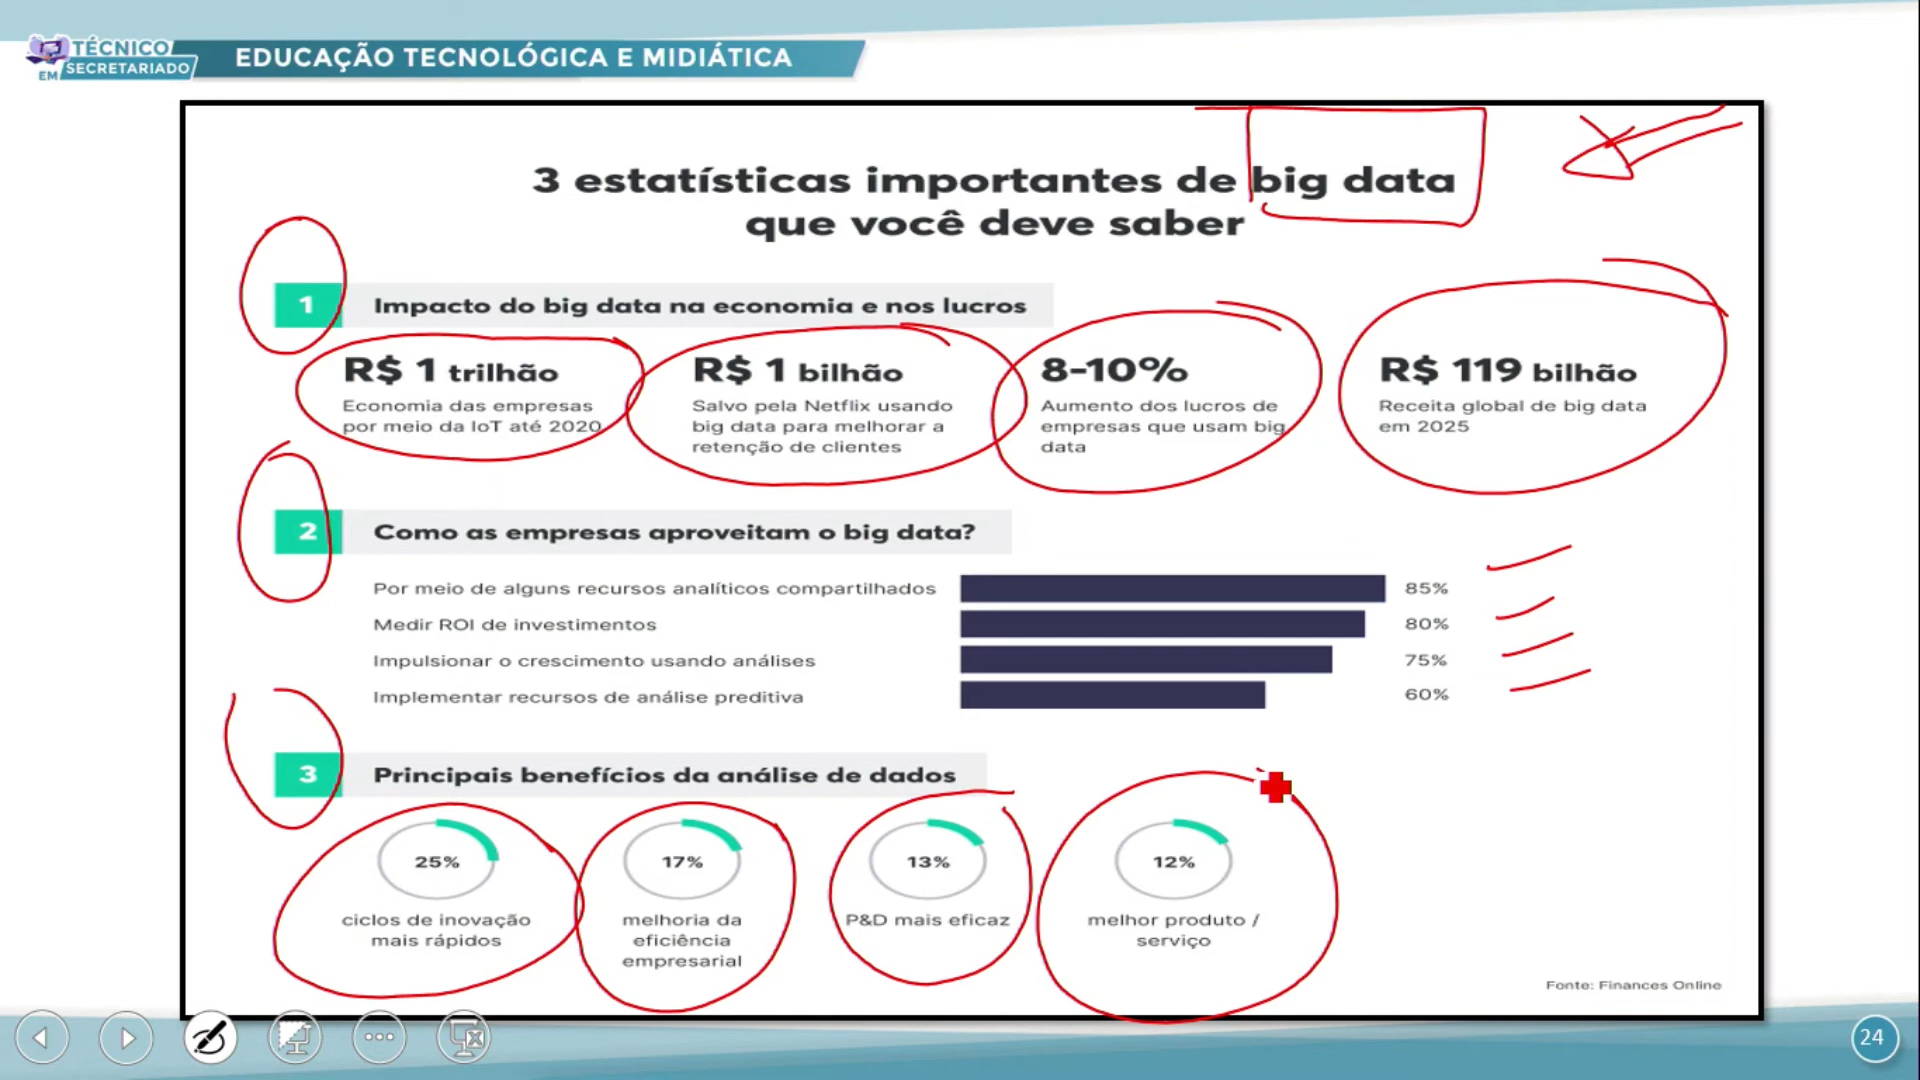 TÉCNICO
EM SECRETARIADO
EDUCAÇÃO TECNOLÓGICA E MIDIÁTICA
3 estatísticas importantes de big data
que você deve saber
1 Impacto do big data na economia e nos lucros
R$ 1 trilhão
Economia das empresas
por meio da IoT até 2020
R$ 1 bilhão
Salvo pela Netflix usando
big data para melhorar a
retenção de clientes
8-10%
Aumento dos lucros de
empresas que usam big
data
R$ 119 bilhão
Receita global de big data
em 2025
2 Como as empresas aproveitam o big data?
Por meio de alguns recursos analíticos compartilhados 85%
Medir ROI de investimentos 80%
Impulsionar o crescimento usando análises 75%
Implementar recursos de análise preditiva 60%
3 Principais benefícios da análise de dados
25%
ciclos de inovação
mais rápidos
17%
melhoria da
eficiência
empresarial
13%
P&D mais eficaz
12%
melhor produto /
serviço
Fonte: Finances Online
24